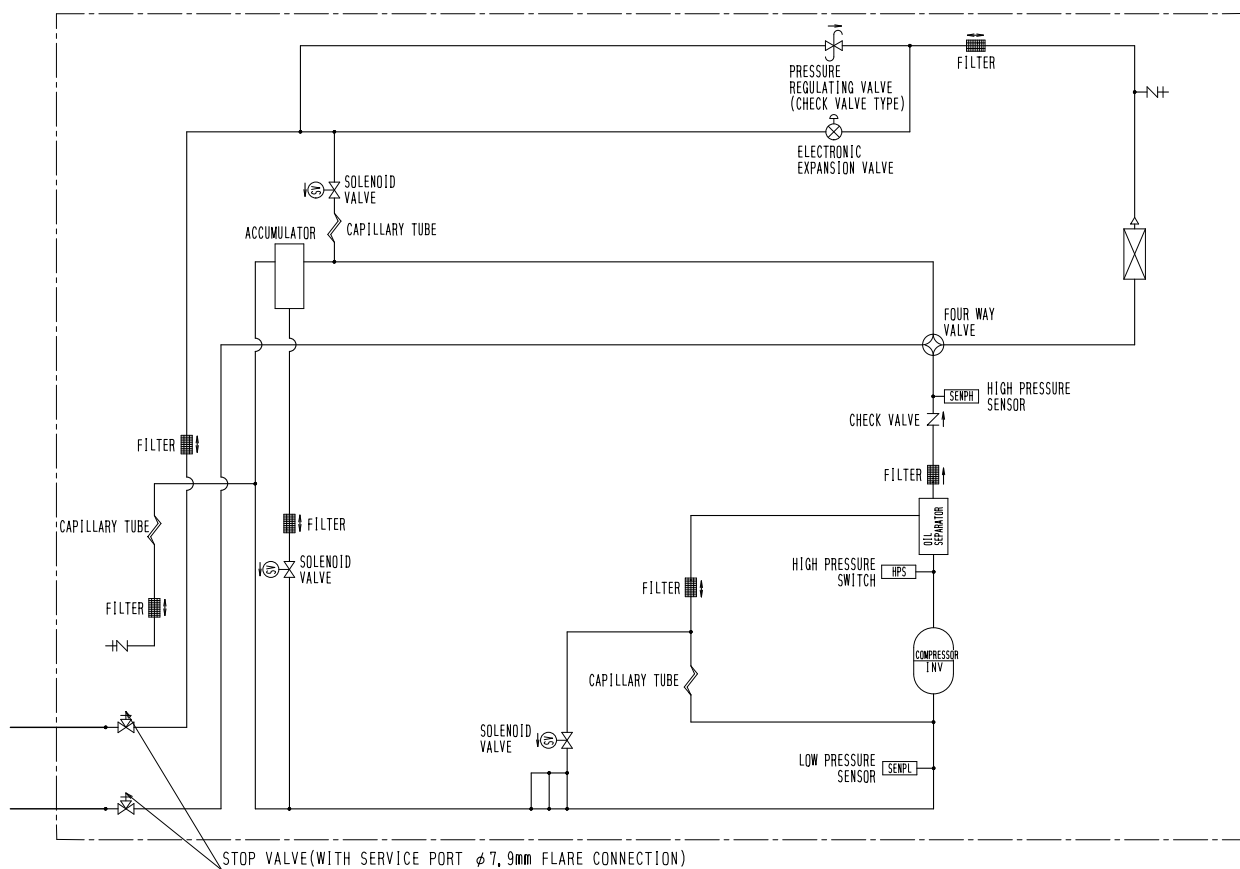 FILTER
PRESSURE
REGULATING VALVE
(CHECK VALVE TYPE)
ELECTRONIC
EXPANSION VALVE
SV
SOLENOID
VALVE
CAPILLARY TUBE
ACCUMULATOR
FOUR WAY
VALVE
SENPH
HIGH PRESSURE
SENSOR
CHECK VALVE
FILTER
FILTER
CAPILLARY TUBE
FILTER
OIL
SEPARATOR
SV
SOLENOID
VALVE
HIGH PRESSURE
SWITCH
HPS
FILTER
FILTER
COMPRESSOR
INV
CAPILLARY TUBE
SOLENOID
VALVE
SV
LOW PRESSURE
SENSOR
SENPL
STOP VALVE(WITH SERVICE PORT ϕ7, 9mm FLARE CONNECTION)